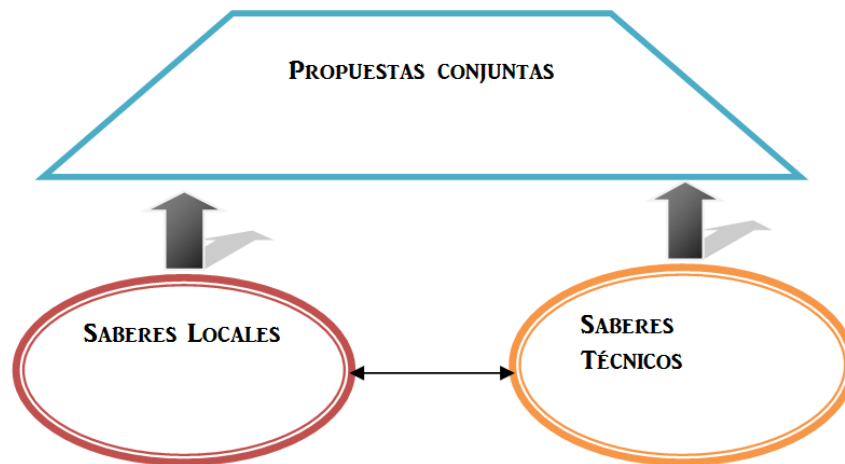 PROPUESTAS CONJUNTAS
SABERES LOCALES
SABERES
TÉCNICOS